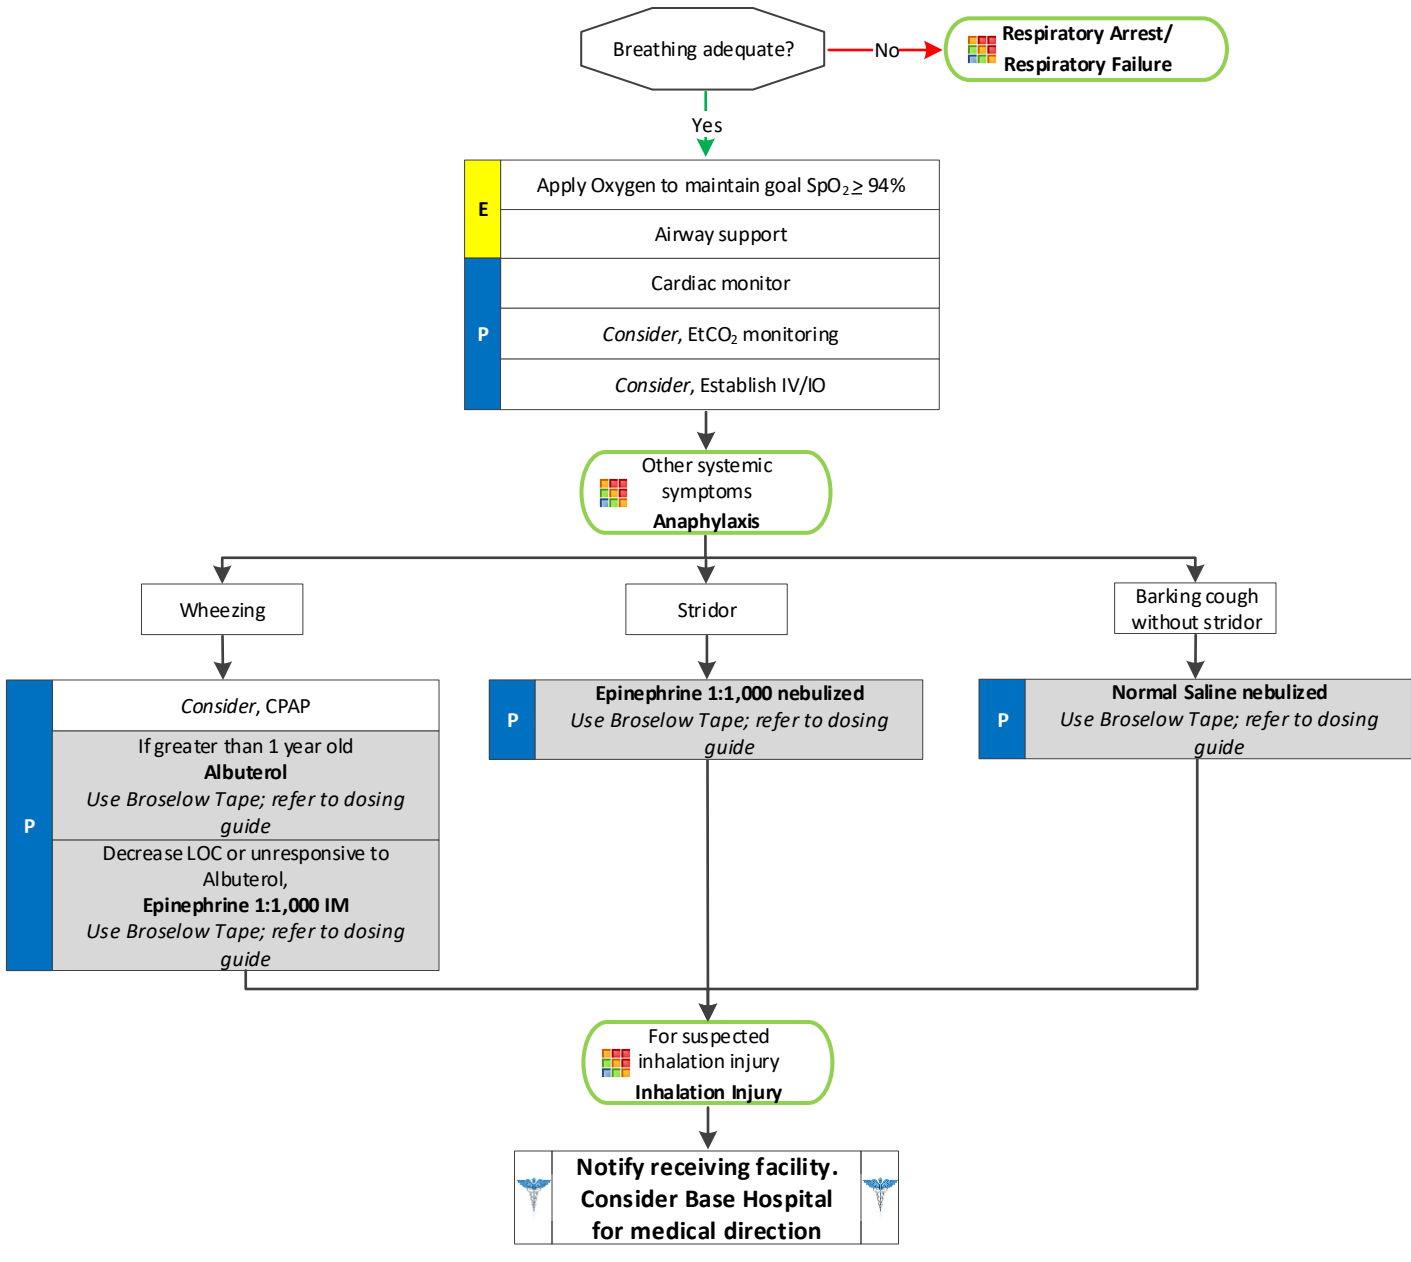 Breathing adequate?
No
Respiratory Arrest/
Respiratory Failure
Yes
E
Apply Oxygen to maintain goal SpO₂ ≥ 94%
Airway support
P
Cardiac monitor
Consider, EtCO₂ monitoring
Consider, Establish IV/IO
Other systemic
symptoms
Anaphylaxis
Wheezing
Stridor
Barking cough
without stridor
P
Consider, CPAP
If greater than 1 year old
Albuterol
Use Broselow Tape; refer to dosing
guide
Decrease LOC or unresponsive to
Albuterol,
Epinephrine 1:1,000 IM
Use Broselow Tape; refer to dosing
guide
P
Epinephrine 1:1,000 nebulized
Use Broselow Tape; refer to dosing
guide
P
Normal Saline nebulized
Use Broselow Tape; refer to dosing
guide
For suspected
inhalation injury
Inhalation Injury
Notify receiving facility.
Consider Base Hospital
for medical direction